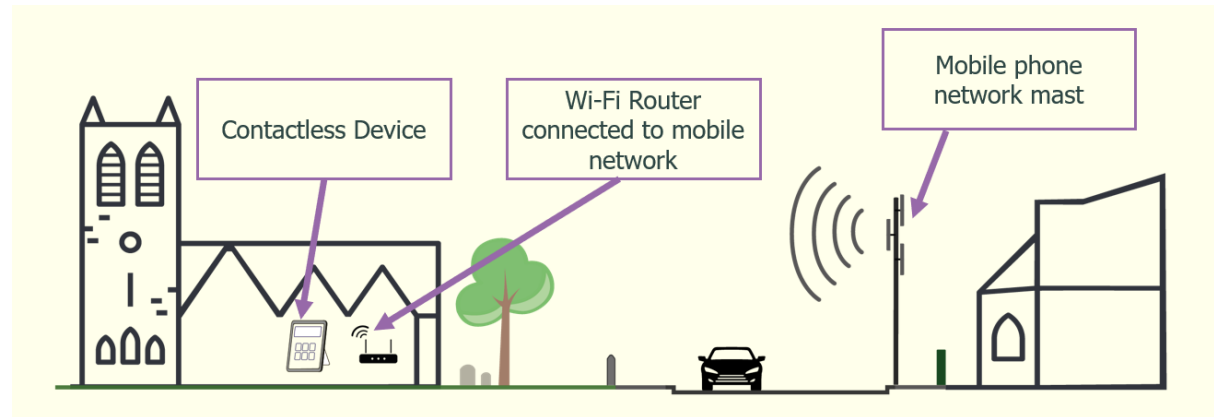 Contactless Device
Wi-Fi Router
connected to mobile
network
Mobile phone
network mast